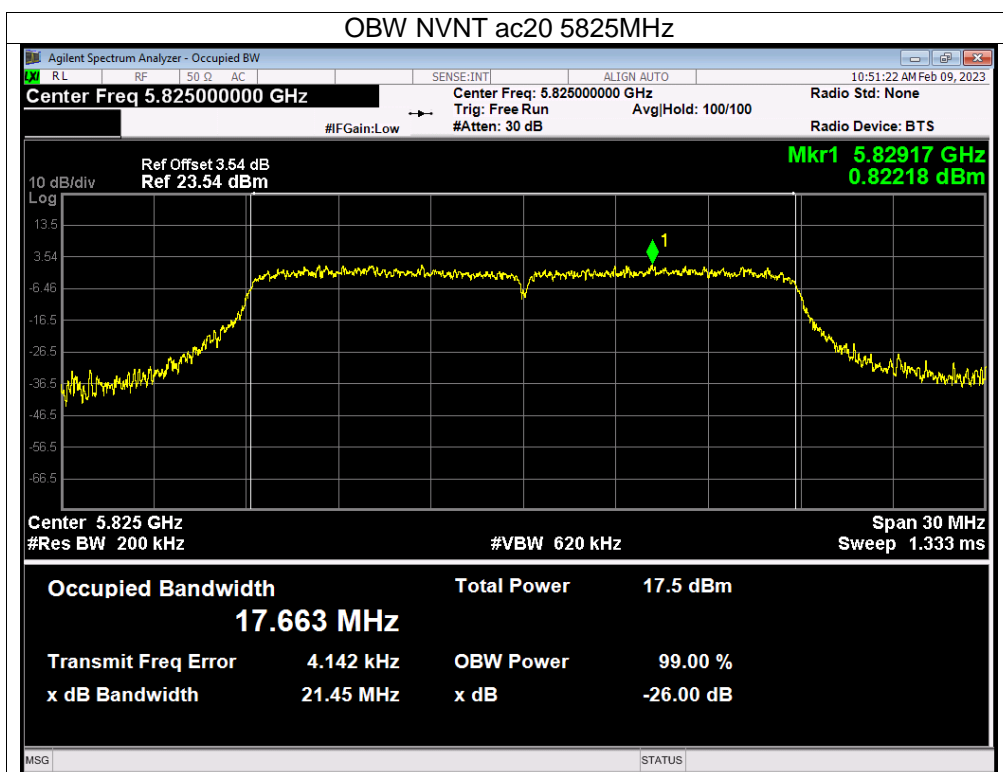 OBW NVNT ac20 5825MHz
Agilent Spectrum Analyzer - Occupied BW
LXI RL RF 50 Ω AC SENSE:INT ALIGN AUTO 10:51:22 AM Feb 09, 2023
Center Freq 5.825000000 GHz Center Freq: 5.825000000 GHz Radio Std: None
Trig: Free Run Avg|Hold: 100/100
#IFGain:Low #Atten: 30 dB Radio Device: BTS
Mkr1 5.82917 GHz
0.82218 dBm
Ref Offset 3.54 dB
10 dB/div Ref 23.54 dBm
Log
13.5
3.54
-6.46
-16.5
-26.5
-36.5
-46.5
-56.5
-66.5
1
Center 5.825 GHz Span 30 MHz
#Res BW 200 kHz #VBW 620 kHz Sweep 1.333 ms
Occupied Bandwidth Total Power 17.5 dBm
17.663 MHz
Transmit Freq Error 4.142 kHz OBW Power 99.00 %
x dB Bandwidth 21.45 MHz x dB -26.00 dB
MSG STATUS